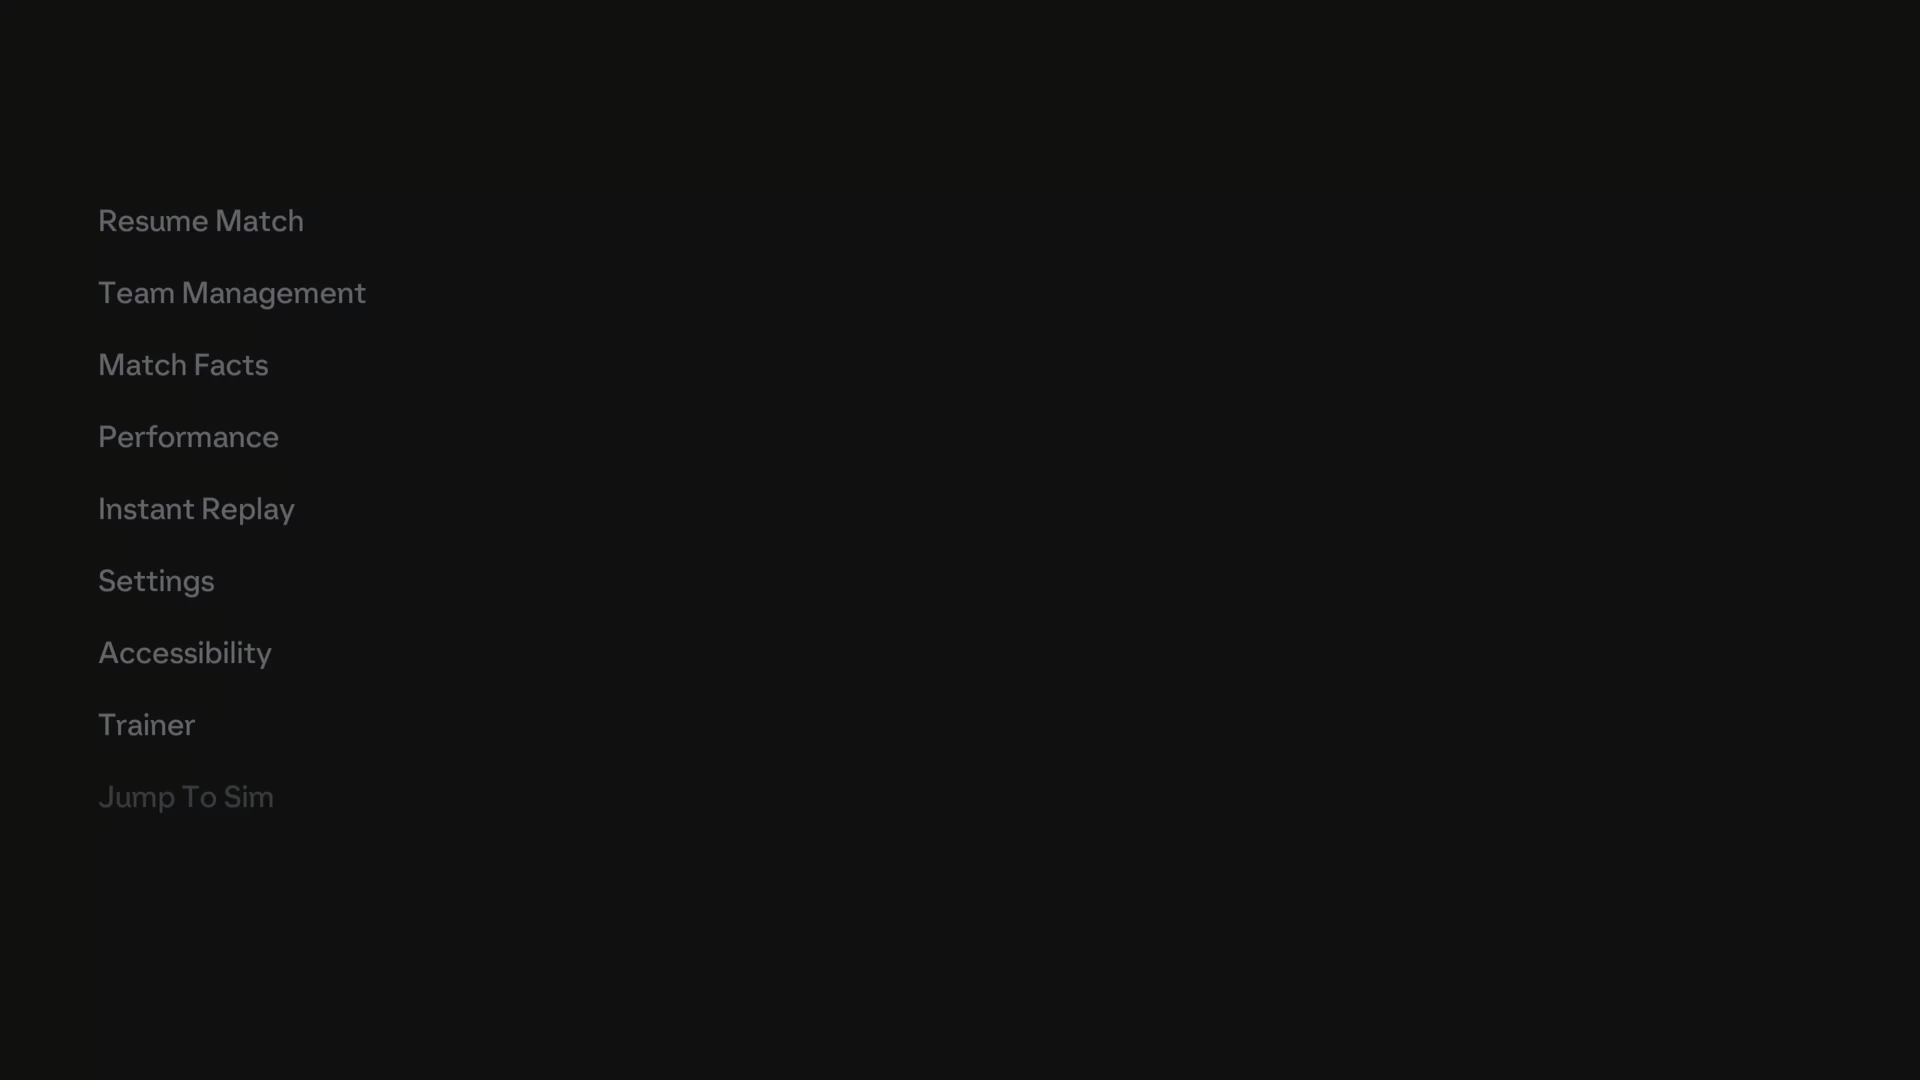 Resume Match
Team Management
Match Facts
Performance
Instant Replay
Settings
Accessibility
Trainer
Jump To Sim